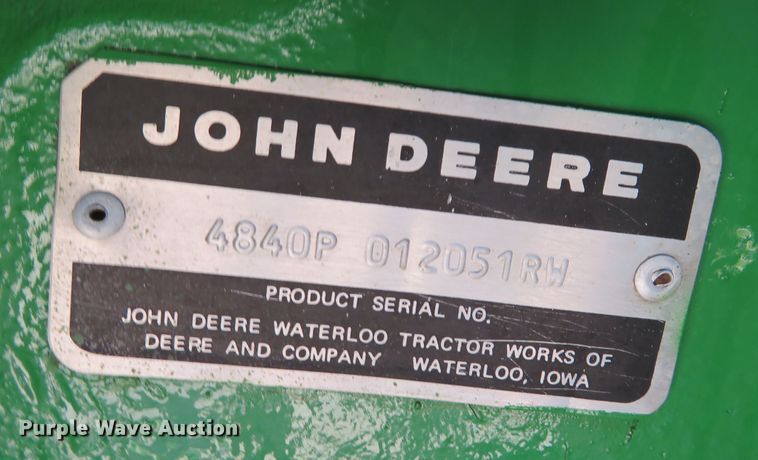 JOHN DEERE
4840P 012051RW
PRODUCT SERIAL NO.
JOHN DEERE WATERLOO TRACTOR WORKS OF
DEERE AND COMPANY WATERLOO, IOWA
Purple Wave Auction